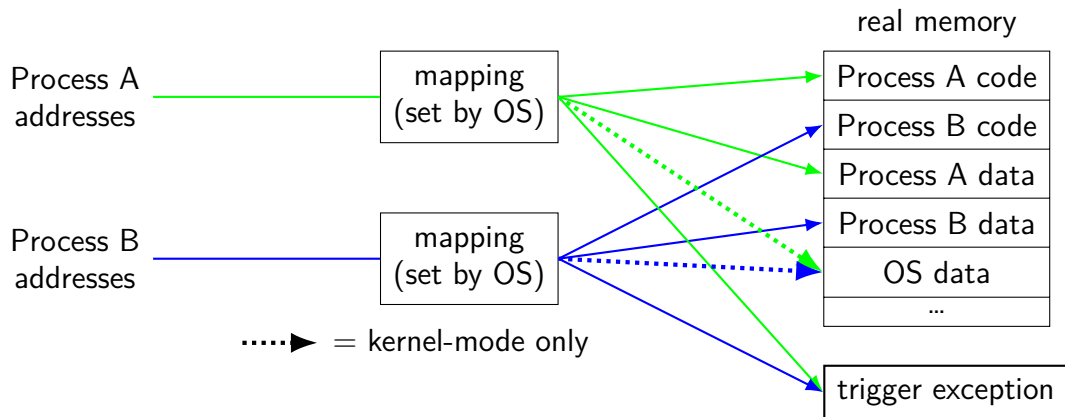 real memory
Process A
addresses
mapping
(set by OS)
Process A code
Process B code
Process A data
Process B
addresses
mapping
(set by OS)
Process B data
OS data
...
= kernel-mode only
trigger exception